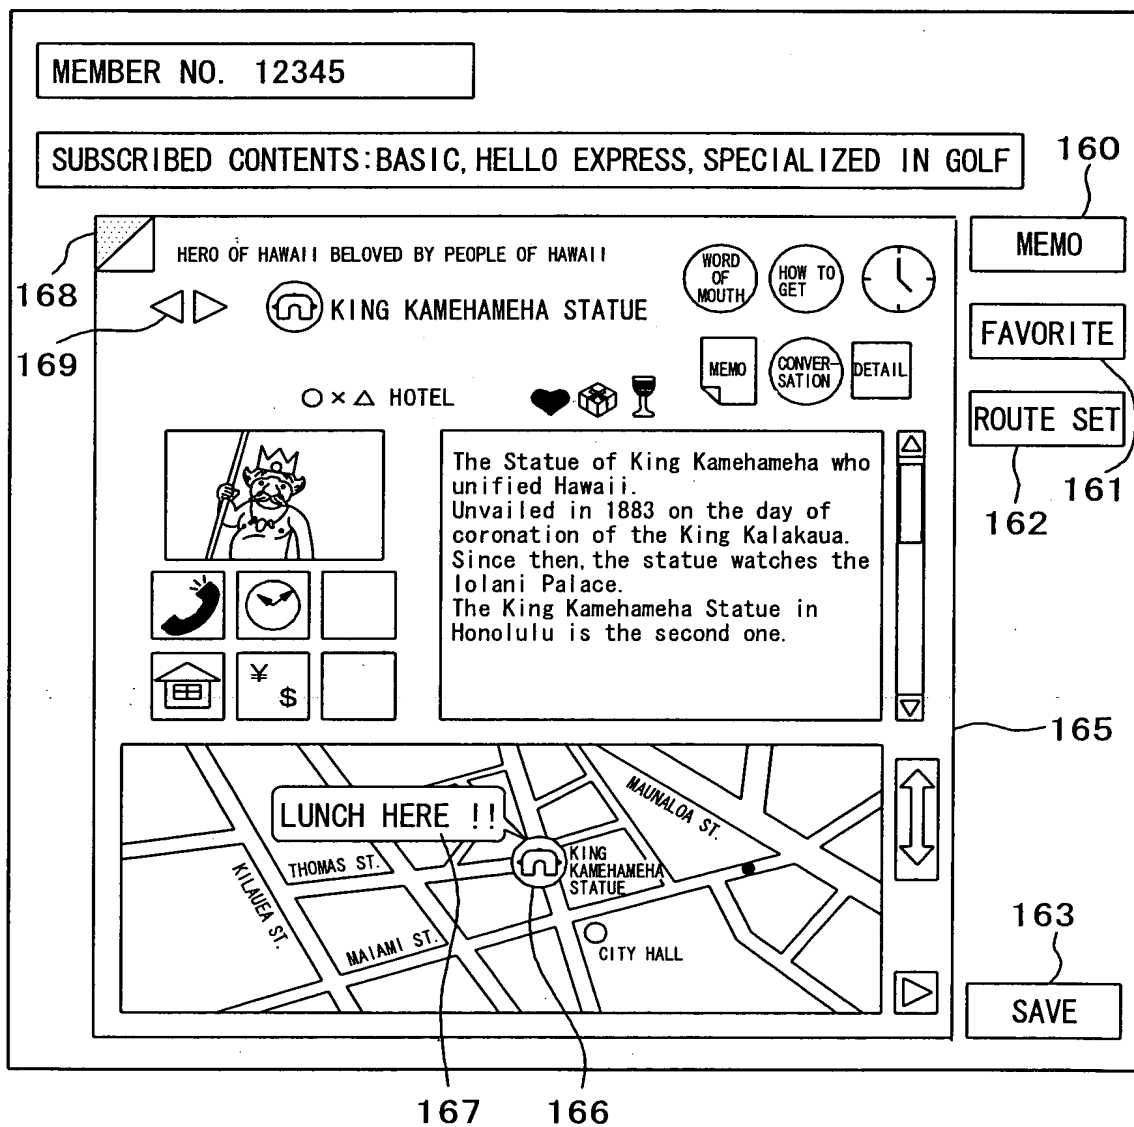 MEMBER NO. 12345
SUBSCRIBED CONTENTS:BASIC, HELLO EXPRESS, SPECIALIZED IN GOLF
160
MEMO
168
HERO OF HAWAII BELOVED BY PEOPLE OF HAWAII
WORD
OF
MOUTH
HOW TO
GET
169
KING KAMEHAMEHA STATUE
FAVORITE
MEMO
CONVER-
SATION
DETAIL
○×△ HOTEL
ROUTE SET
161
162
The Statue of King Kamehameha who
unified Hawaii.
Unvailed in 1883 on the day of
coronation of the King Kalakaua.
Since then, the statue watches the
Iolani Palace.
The King Kamehameha Statue in
Honolulu is the second one.
¥
$
165
LUNCH HERE !!
MAUNALOA ST.
THOMAS ST.
KING
KAMEHAMEHA
STATUE
KILAUEA ST.
MAIAMI ST.
CITY HALL
163
SAVE
167
166